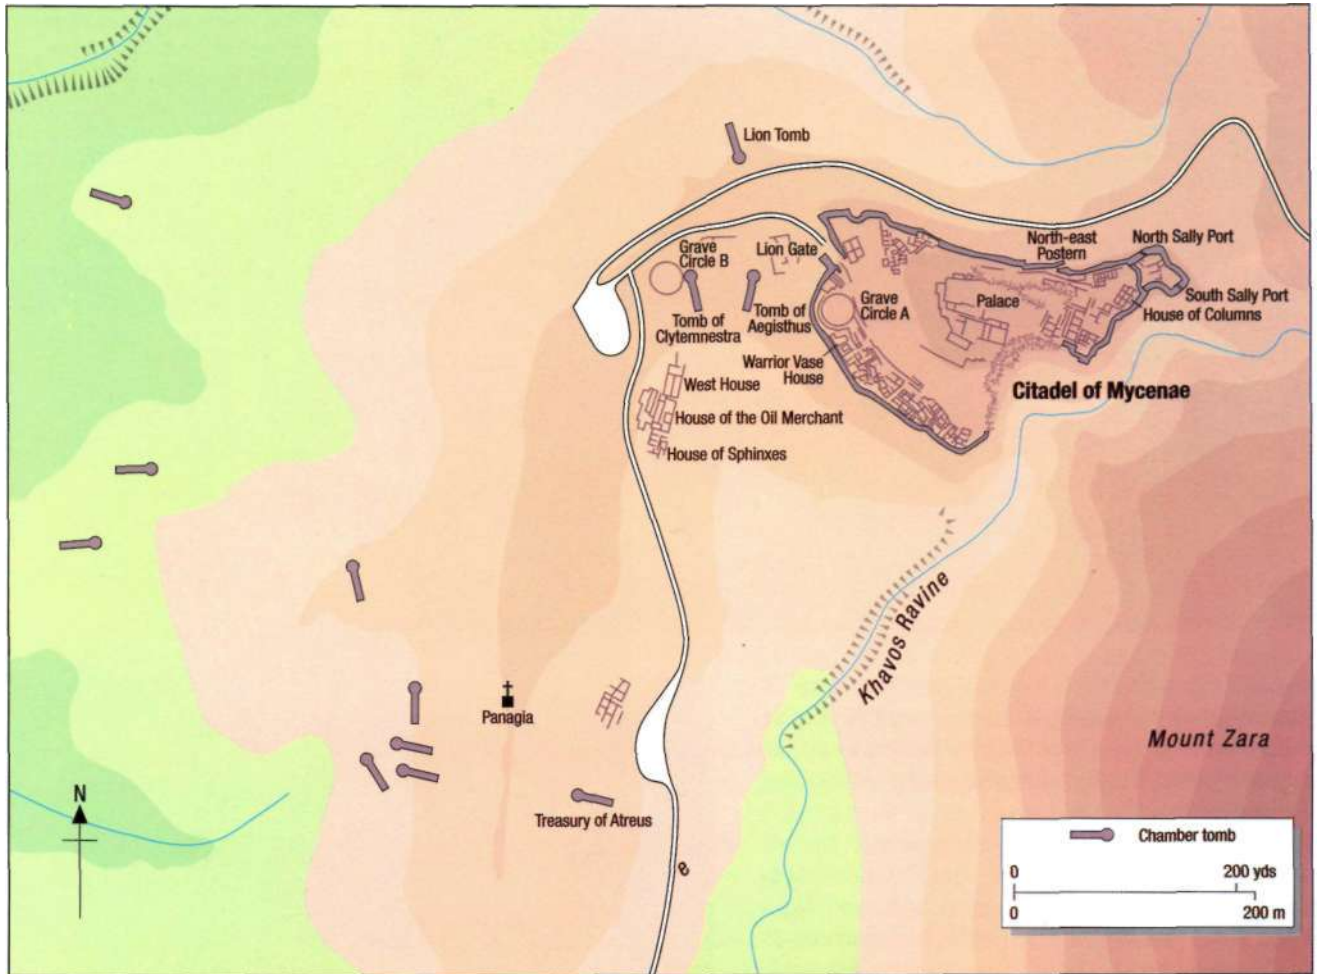 Lion Tomb
Grave
Circle B
Lion Gate
North-east
Postern
North Sally Port
Grave
Circle A
Palace
South Sally Port
House of Columns
Tomb of
Clytemnestra
Tomb of
Aegisthus
Warrior Vase
House
West House
Citadel of Mycenae
House of the Oil Merchant
House of Sphinxes
Khavos Ravine
Panagia
Mount Zara
N
Treasury of Atreus
Chamber tomb
0 200 yds
0 200 m
e